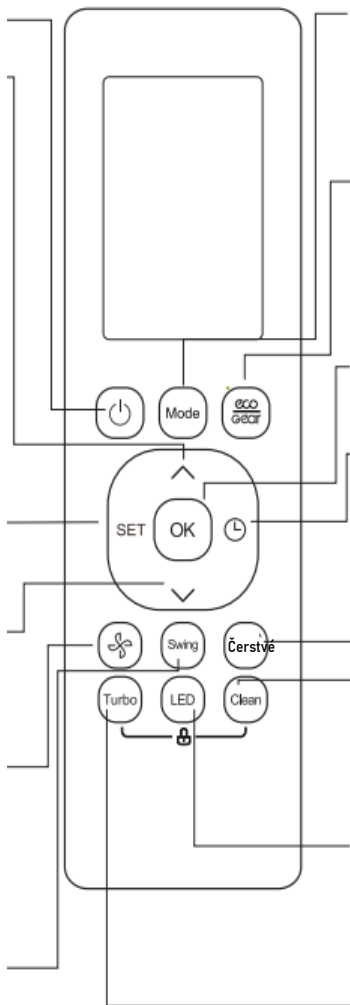 Mode
eco
GEAR
SET
OK
Swing
Čerstvé
Turbo
LED
Clean